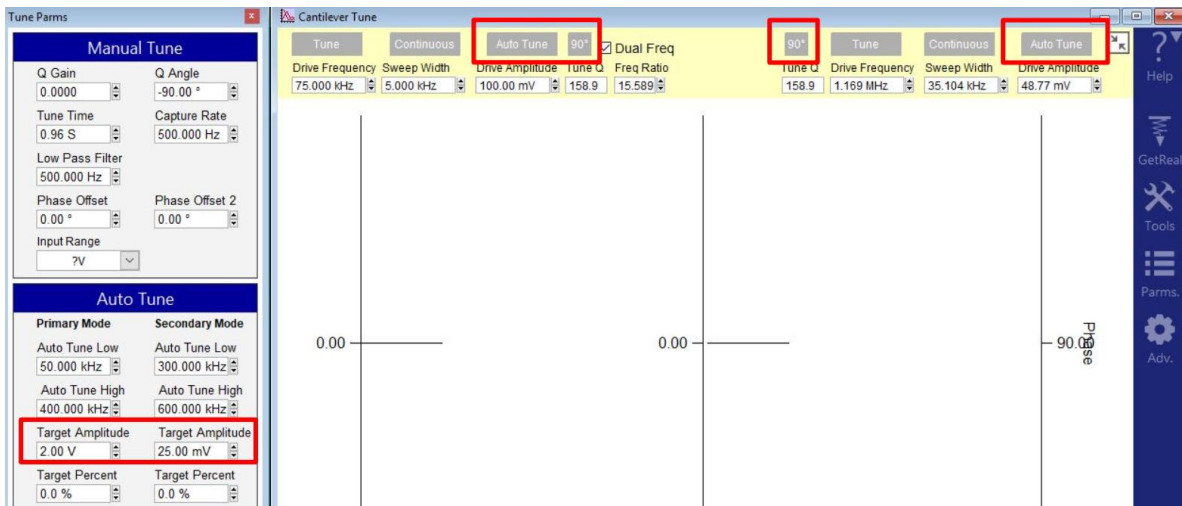 Tune Parms
Manual Tune
Q Gain Q Angle
0.0000 -90.00 °
Tune Time Capture Rate
0.96 S 500.000 Hz
Low Pass Filter
500.000 Hz
Phase Offset Phase Offset 2
0.00 ° 0.00 °
Input Range
?V
Auto Tune
Primary Mode Secondary Mode
Auto Tune Low Auto Tune Low
50.000 kHz 300.000 kHz
Auto Tune High Auto Tune High
400.000 kHz 600.000 kHz
Target Amplitude Target Amplitude
2.00 V 25.00 mV
Target Percent Target Percent
0.0 % 0.0 %
Cantilever Tune
Tune Continuous Auto Tune 90° Dual Freq 90° Tune Continuous Auto Tune
Drive Frequency Sweep Width Drive Amplitude Tune Q Freq Ratio Tune Q Drive Frequency Sweep Width Drive Amplitude
75.000 kHz 5.000 kHz 100.00 mV 158.9 15.589 158.9 1.169 MHz 35.104 kHz 48.77 mV
0.00 0.00 Phase
?
Help
GetReal
Tools
Parms.
Adv.